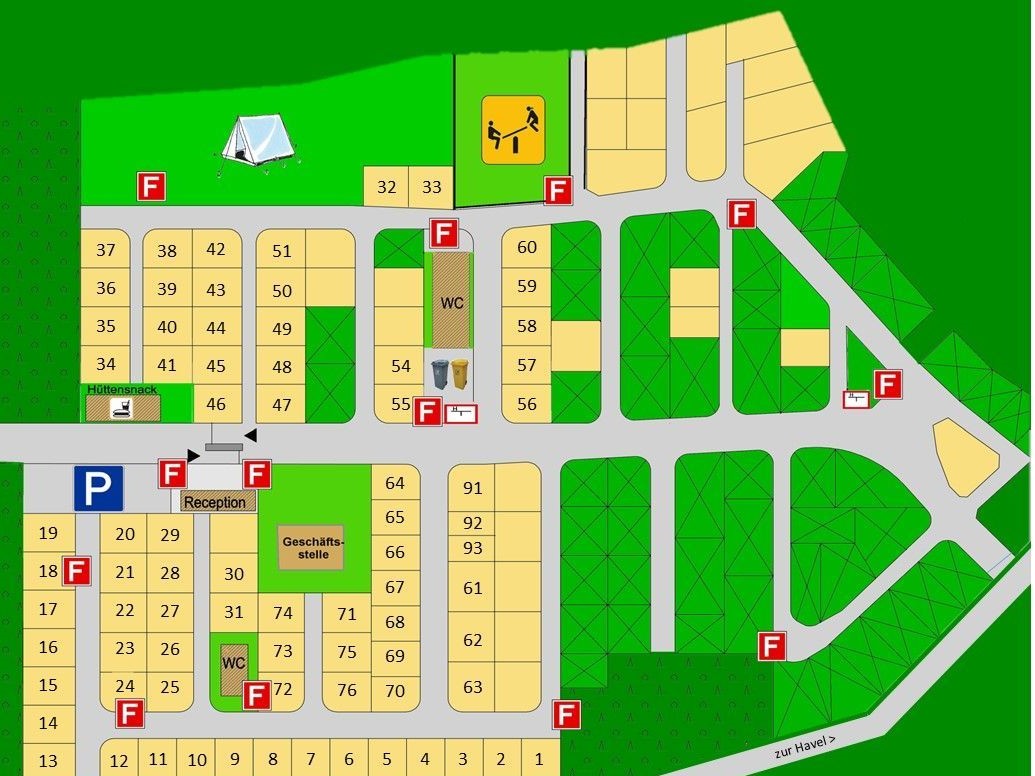 F
32 33
F
F
F
37 38 42 51 60
36 39 43 50 WC 59
35 40 44 49 58
34 41 45 48 54 57
Hüttensnack
46 47 55 F 56
F
F F
P
Reception
Geschäfts-
stelle
64 91
65
92
66 93
19 20 29
18 F 21 28 30 67 61
17 22 27 31 74 71 68
16 23 26 WC 73 75 69 62
15 24 25 F 72 76 70 63
F
F
F
14
13 12 11 10 9 8 7 6 5 4 3 2 1
zur Havel >